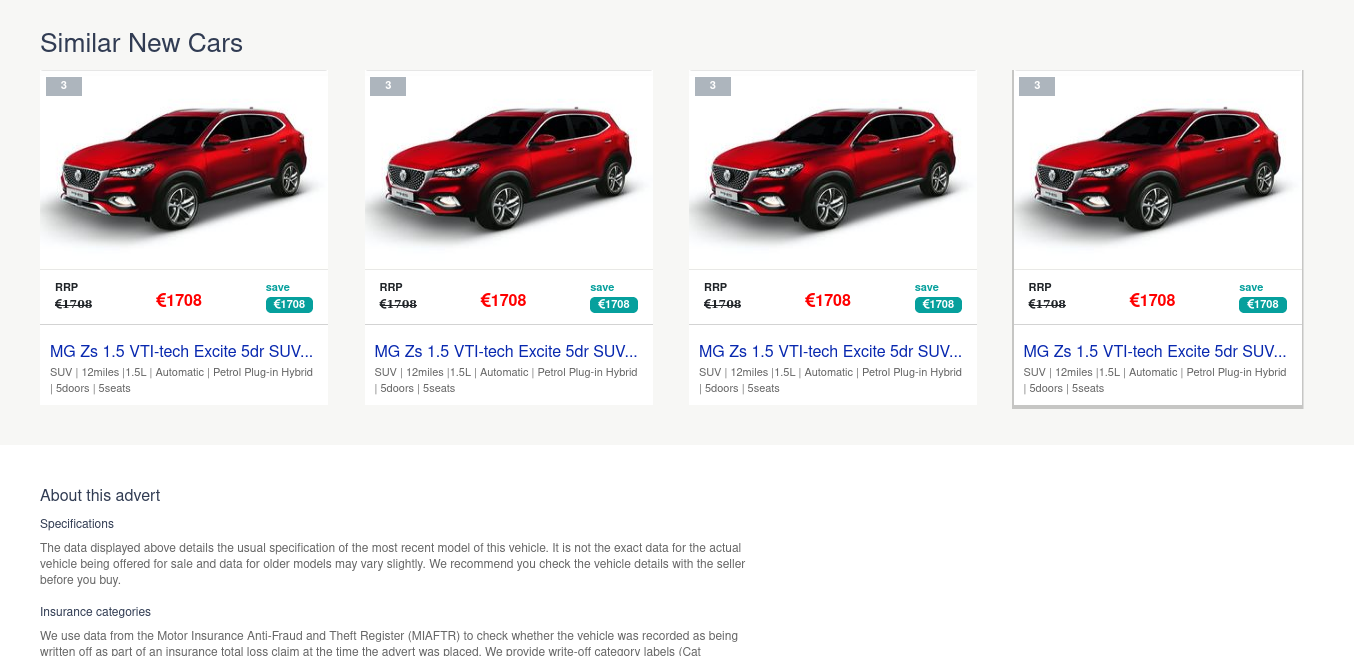 Similar New Cars
3
3
3
3
RRP
€1708
€1708
save
€1708
RRP
€1708
€1708
save
€1708
RRP
€1708
€1708
save
€1708
RRP
€1708
€1708
save
€1708
MG Zs 1.5 VTI-tech Excite 5dr SUV...
SUV | 12miles |1.5L | Automatic | Petrol Plug-in Hybrid
| 5doors | 5seats
MG Zs 1.5 VTI-tech Excite 5dr SUV...
SUV | 12miles |1.5L | Automatic | Petrol Plug-in Hybrid
| 5doors | 5seats
MG Zs 1.5 VTI-tech Excite 5dr SUV...
SUV | 12miles |1.5L | Automatic | Petrol Plug-in Hybrid
| 5doors | 5seats
MG Zs 1.5 VTI-tech Excite 5dr SUV...
SUV | 12miles |1.5L | Automatic | Petrol Plug-in Hybrid
| 5doors | 5seats
About this advert
Specifications
The data displayed above details the usual specification of the most recent model of this vehicle. It is not the exact data for the actual
vehicle being offered for sale and data for older models may vary slightly. We recommend you check the vehicle details with the seller
before you buy.
Insurance categories
We use data from the Motor Insurance Anti-Fraud and Theft Register (MIAFTR) to check whether the vehicle was recorded as being
written off as part of an insurance total loss claim at the time the advert was placed. We provide write-off category labels (Cat